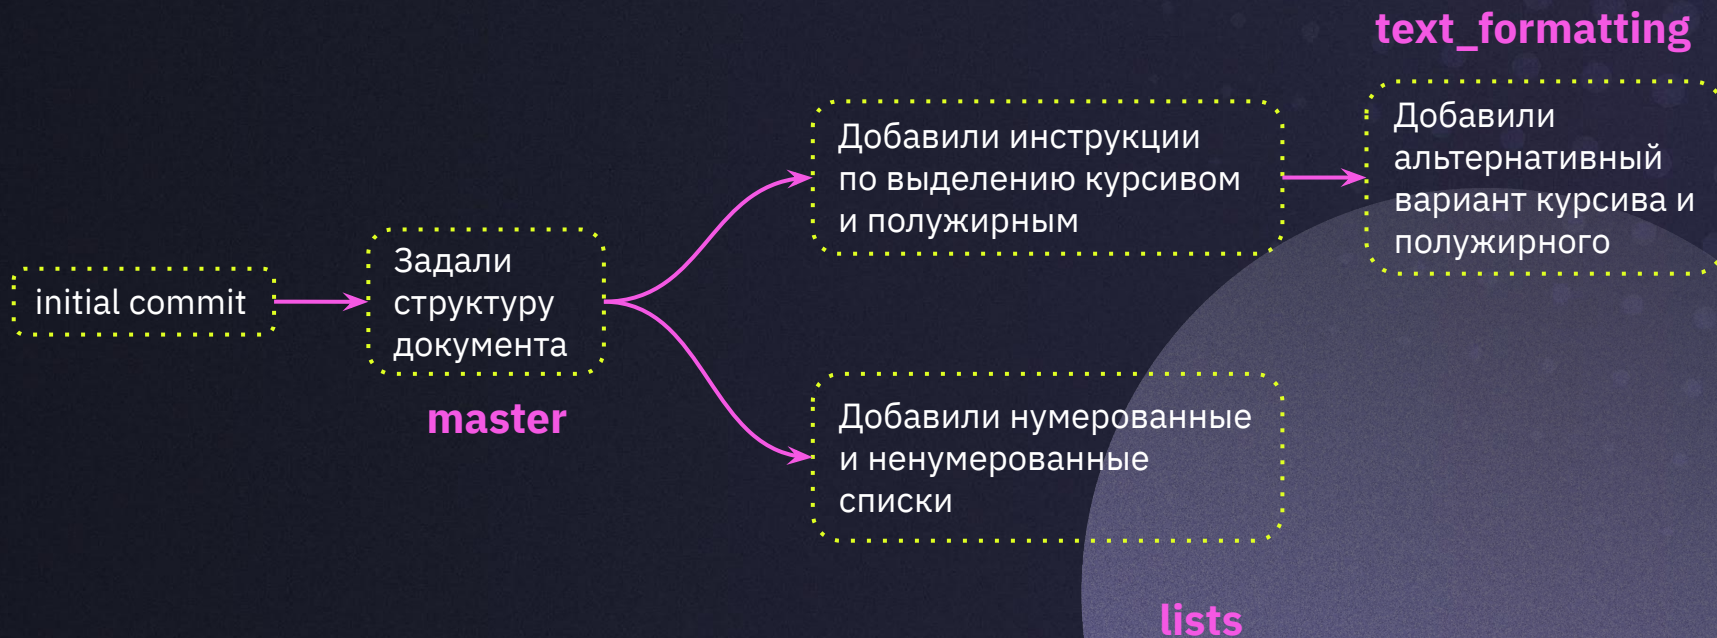 text_formatting
initial commit
Задали
структуру
документа
master
Добавили инструкции
по выделению курсивом
и полужирным
Добавили
альтернативный
вариант курсива и
полужирного
Добавили нумерованные
и ненумерованные
списки
lists